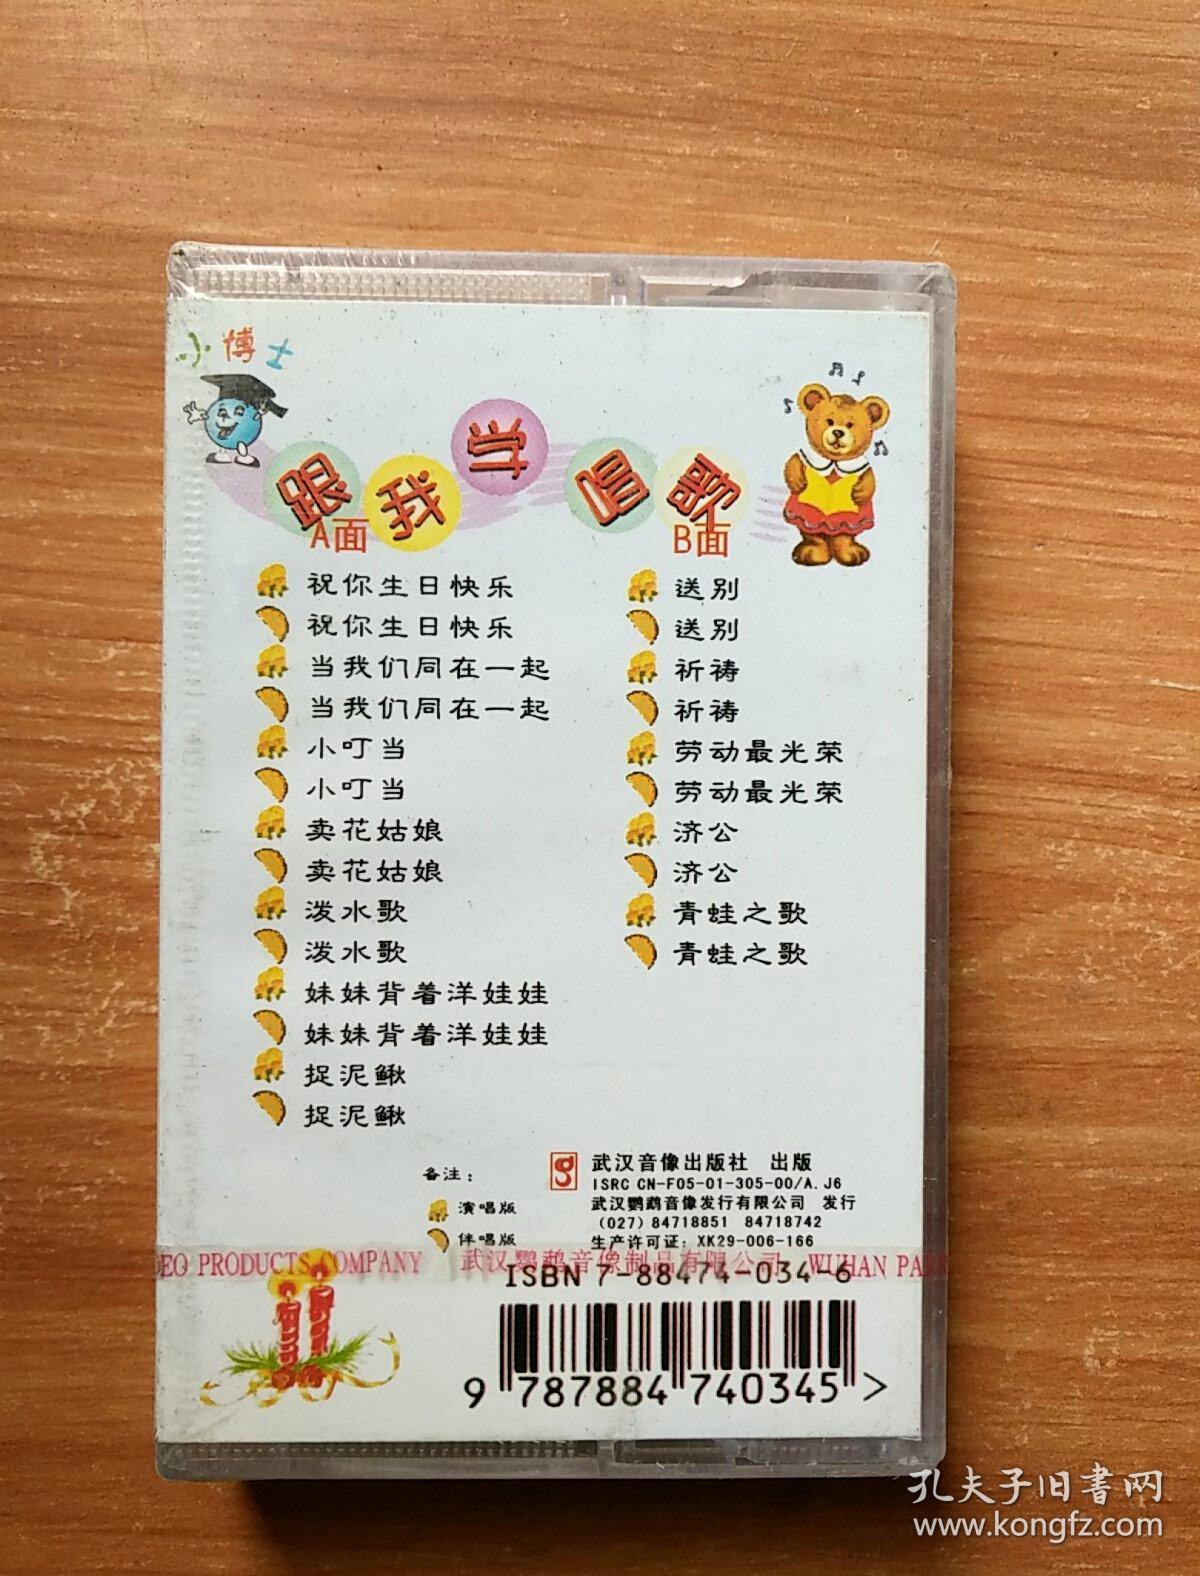 小博士
跟我学唱歌
A面
祝你生日快乐
祝你生日快乐
当我们同在一起
当我们同在一起
小叮当
小叮当
卖花姑娘
卖花姑娘
泼水歌
泼水歌
妹妹背着洋娃娃
妹妹背着洋娃娃
捉泥鳅
捉泥鳅
B面
送别
送别
祈祷
祈祷
劳动最光荣
劳动最光荣
济公
济公
青蛙之歌
青蛙之歌
备注：
演唱版
伴唱版
武汉音像出版社 出版
ISRC CN-F05-01-305-00/A.J6
武汉鹦鹉音像发行有限公司 发行
(027) 84718851 84718742
生产许可证：XK29-006-166
DEO PRODUCTS COMPANY 武汉鹦鹉音像制品有限公司 WUHAN PARR
ISBN 7-88474-034-6
9 787884 740345 >
孔夫子旧书网
www.kongfz.com